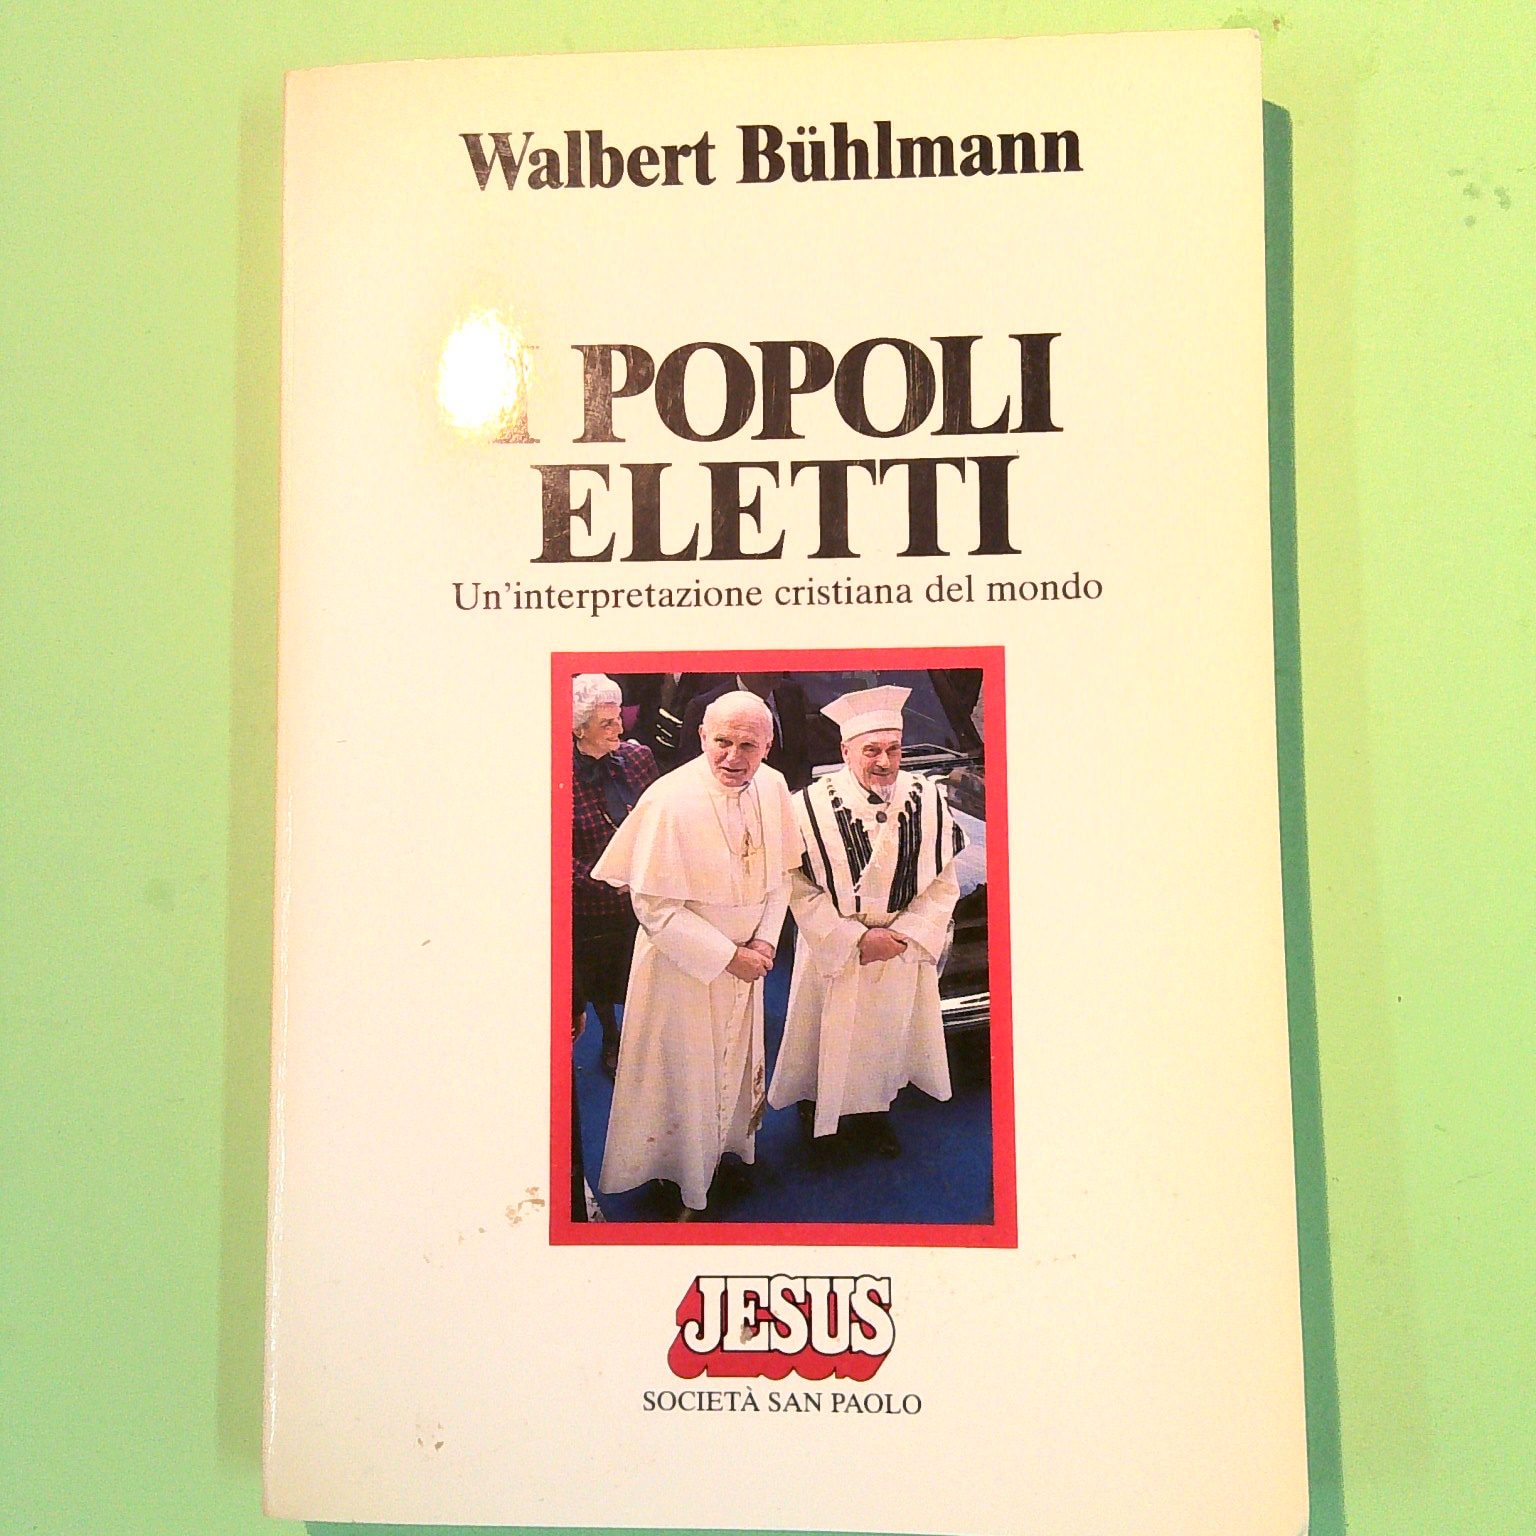 Walbert Bühlmann
I POPOLI
ELETTI
Un'interpretazione cristiana del mondo
JESUS
SOCIETÀ SAN PAOLO